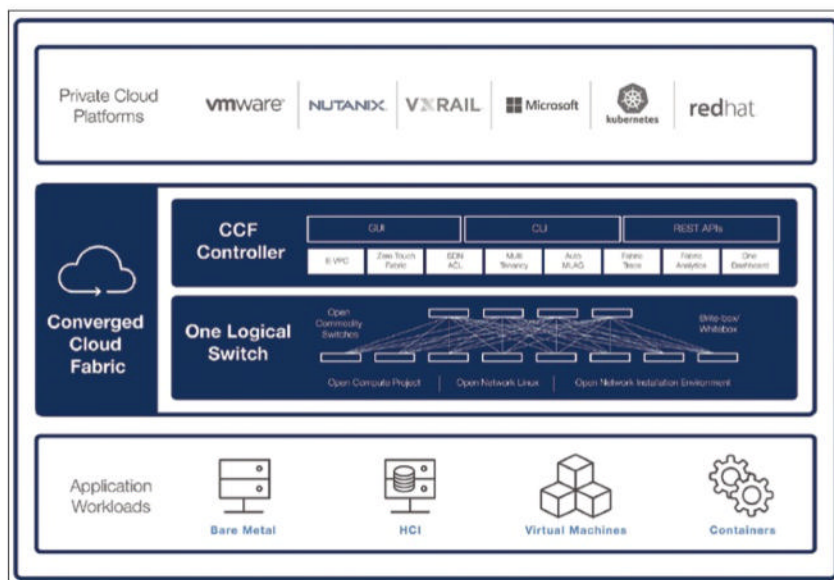 Private Cloud
Platforms
vmware
NUTANIX
VXRAIL
Microsoft
kubernetes
redhat
Converged
Cloud
Fabric
CCF
Controller
GUI
CLI
REST APIs
E-VPC
Zero Touch
Fabric
SDN
ACL
Multi
Tenancy
Auto
MLAG
Fabric
Trace
Fabric
Analytics
One
Dashboard
One Logical
Switch
Open
Commodity
Switches
Brite-box/
Whitebox
Open Compute Project
Open Network Linux
Open Network Installation Environment
Application
Workloads
Bare Metal
HCI
Virtual Machines
Containers